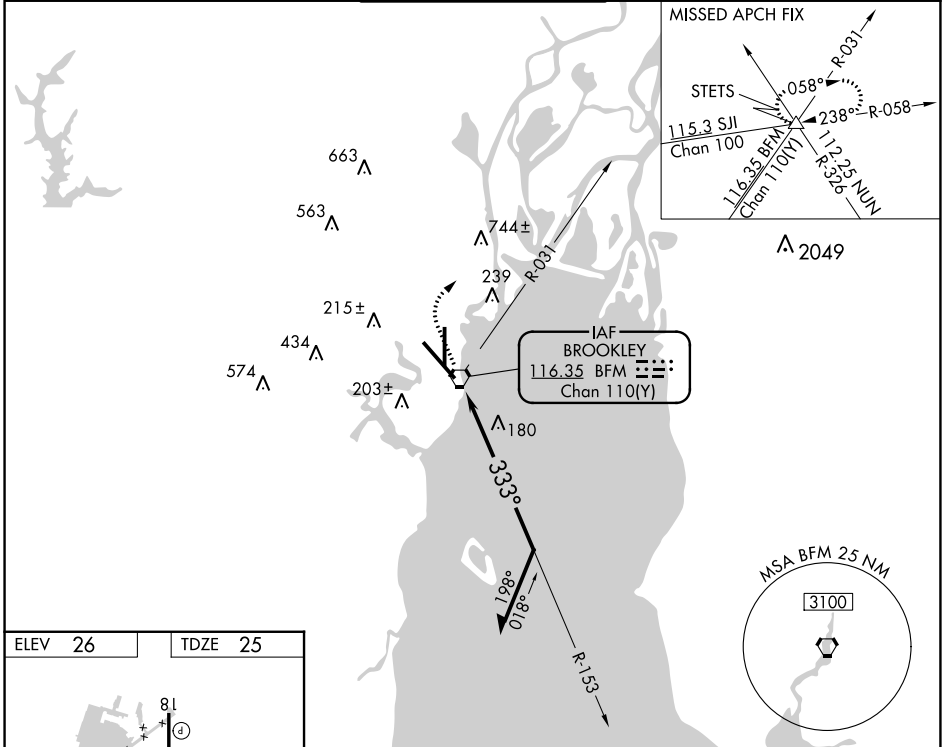 MISSED APCH FIX
R-031
STETS
058°
238°
R-058
115.3 SJI
Chan 100
116.35 BFM
Chan 110(Y)
112.25 NUN
R-326
663
563
744±
2049
R-031
239
215±
434
574
203±
IAF
BROOKLEY
116.35 BFM
Chan 110(Y)
180
333°
198°
018°
MSA BFM 25 NM
3100
R-153
ELEV 26
TDZE 25
18
P